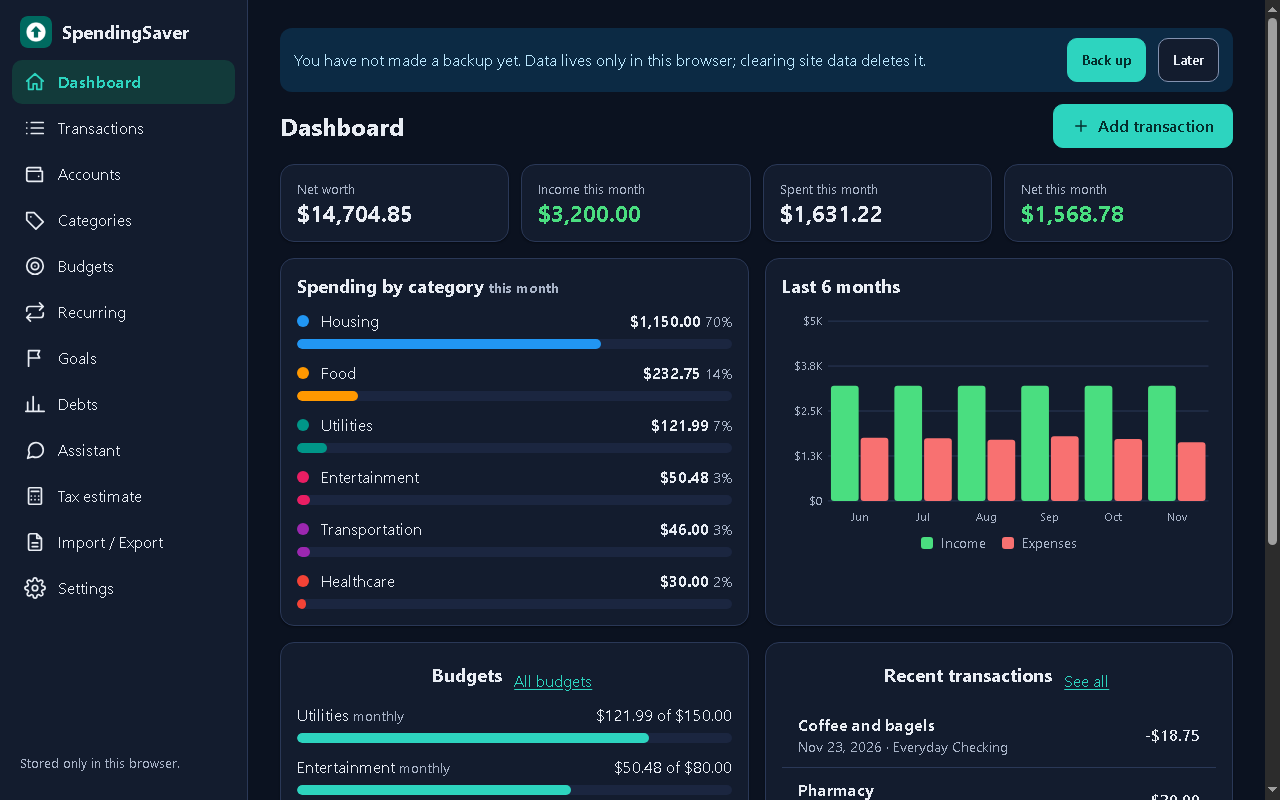 SpendingSaver
Dashboard
Transactions
Accounts
Categories
Budgets
Recurring
Goals
Debts
Assistant
Tax estimate
Import / Export
Settings
Stored only in this browser.
You have not made a backup yet. Data lives only in this browser; clearing site data deletes it.
Back up
Later
Dashboard
+ Add transaction
Net worth
$14,704.85
Income this month
$3,200.00
Spent this month
$1,631.22
Net this month
$1,568.78
Spending by category this month
Housing $1,150.00 70%
Food $232.75 14%
Utilities $121.99 7%
Entertainment $50.48 3%
Transportation $46.00 3%
Healthcare $30.00 2%
Last 6 months
$5K
$3.8K
$2.5K
$1.3K
$0
Jun Jul Aug Sep Oct Nov
Income Expenses
Budgets All budgets
Utilities monthly $121.99 of $150.00
Entertainment monthly $50.48 of $80.00
Recent transactions See all
Coffee and bagels
Nov 23, 2026 · Everyday Checking
-$18.75
Pharmacy